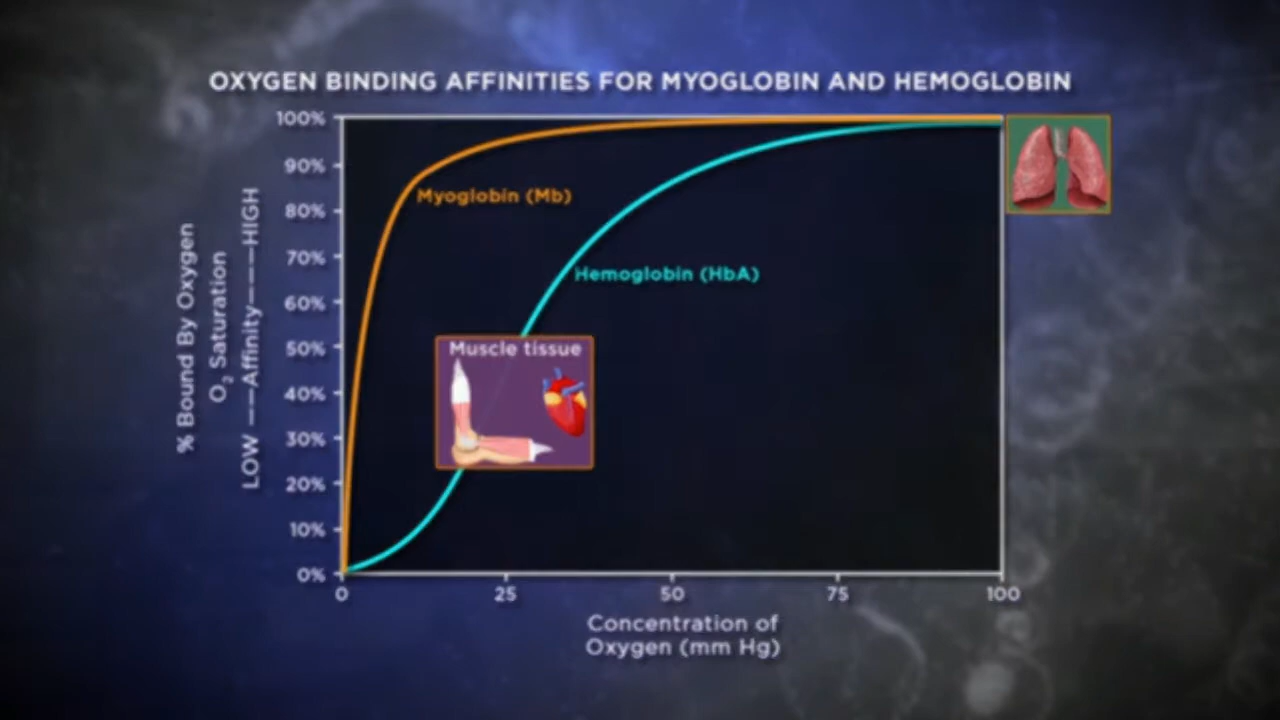 OXYGEN BINDING AFFINITIES FOR MYOGLOBIN AND HEMOGLOBIN
% Bound By Oxygen
O₂ Saturation
LOW ––Affinity–––HIGH
100%
90%
80%
70%
60%
50%
40%
30%
20%
10%
0%
Myoglobin (Mb)
Hemoglobin (HbA)
Muscle tissue
0
25
50
75
100
Concentration of
Oxygen (mm Hg)